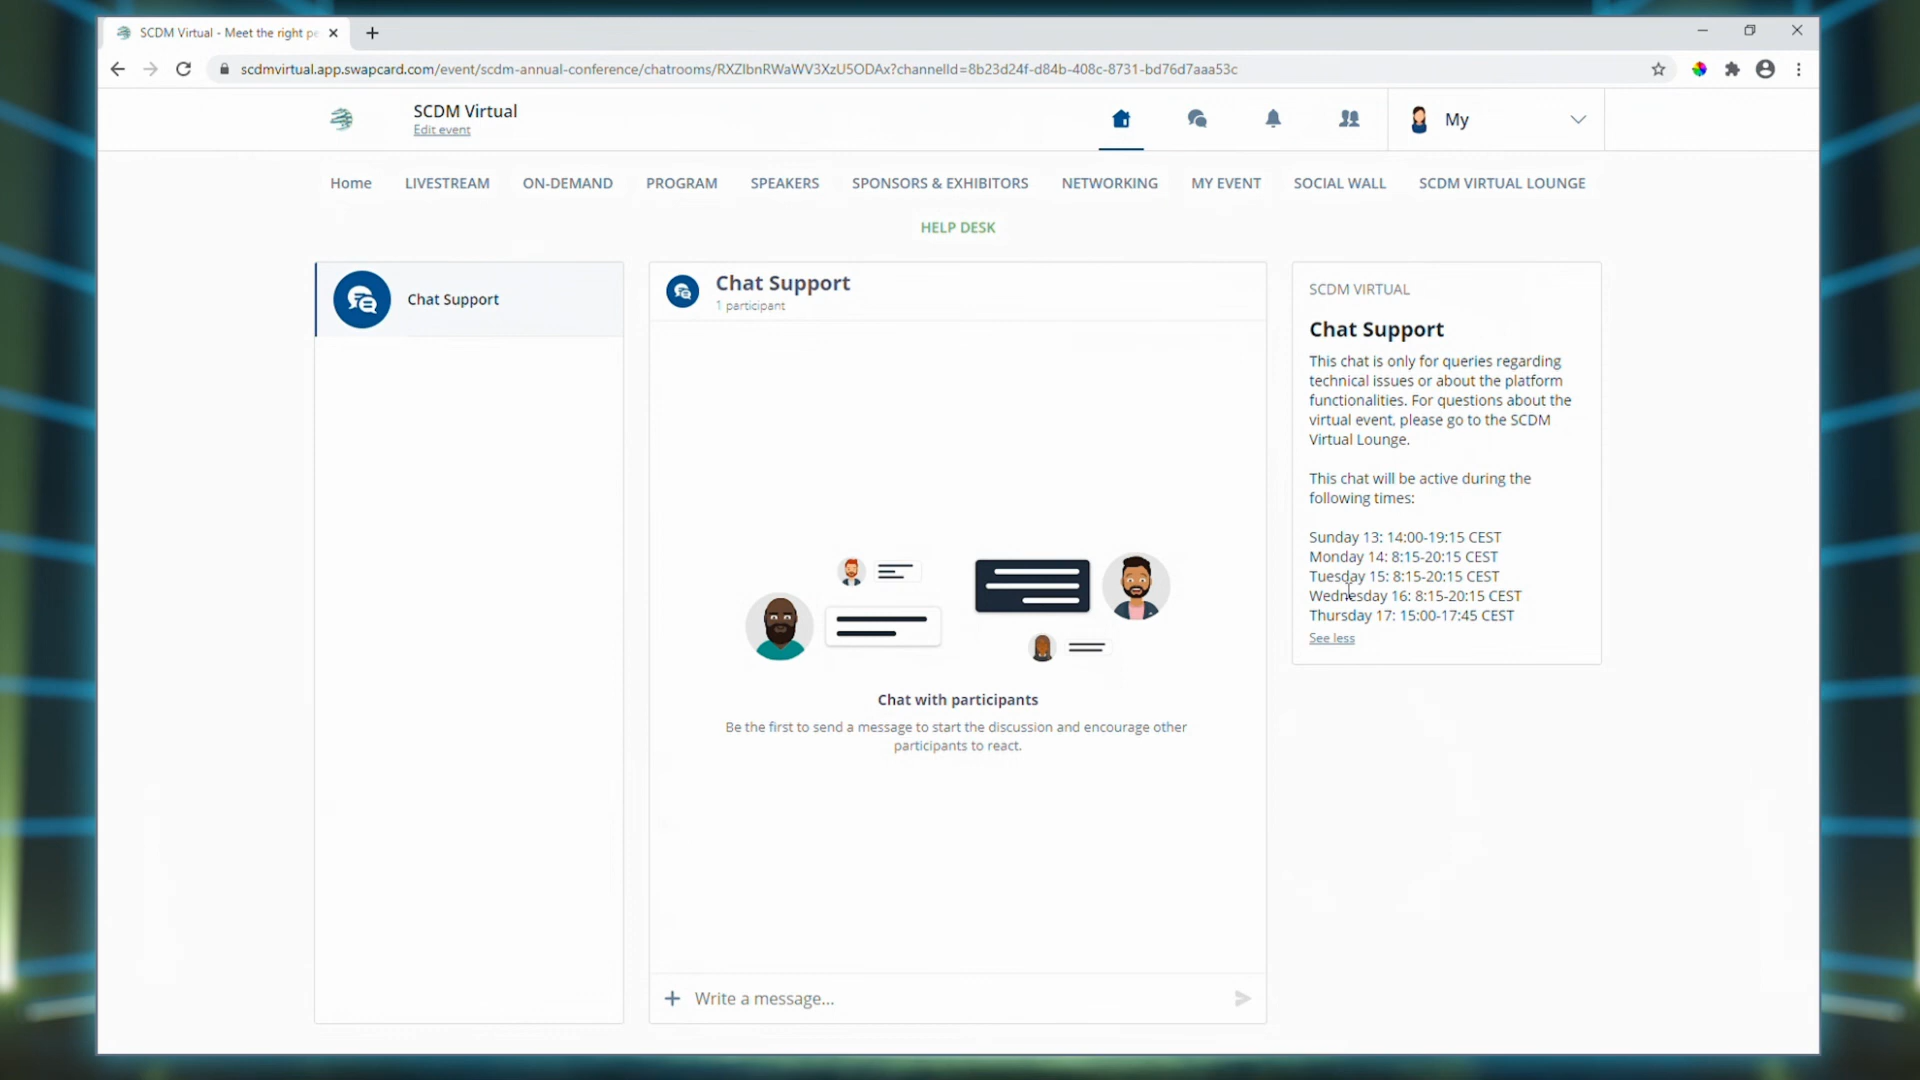 SCDM Virtual - Meet the right pe
scdmvirtual.app.swapcard.com/event/scdm-annual-conference/chatrooms/RXZlbnRWaWV3XzU5ODAx?channelId=8b23d24f-d84b-408c-8731-bd76d7aaa53c
SCDM Virtual
Edit event
My
Home LIVESTREAM ON-DEMAND PROGRAM SPEAKERS SPONSORS & EXHIBITORS NETWORKING MY EVENT SOCIAL WALL SCDM VIRTUAL LOUNGE
HELP DESK
Chat Support
Chat Support
1 participant
Chat with participants
Be the first to send a message to start the discussion and encourage other
participants to react.
Write a message...
SCDM VIRTUAL
Chat Support
This chat is only for queries regarding
technical issues or about the platform
functionalities. For questions about the
virtual event, please go to the SCDM
Virtual Lounge.
This chat will be active during the
following times:
Sunday 13: 14:00-19:15 CEST
Monday 14: 8:15-20:15 CEST
Tuesday 15: 8:15-20:15 CEST
Wednesday 16: 8:15-20:15 CEST
Thursday 17: 15:00-17:45 CEST
See less